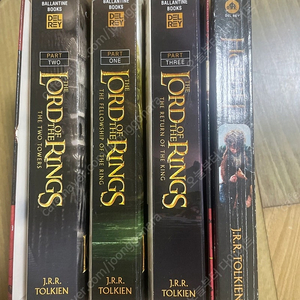 BALLANTINE
BOOKS
DEL
REY
PART
TWO
THE
LORD
OF THE
RINGS
THE TWO TOWERS
J.R.R.
TOLKIEN
BALLANTINE
BOOKS
DEL
REY
PART
ONE
THE
LORD
OF THE
RINGS
THE FELLOWSHIP OF THE RING
J.R.R.
TOLKIEN
BALLANTINE
BOOKS
DEL
REY
PART
THREE
THE
LORD
OF THE
RINGS
THE RETURN OF THE KING
J.R.R.
TOLKIEN
J.R.R. TOLKIEN